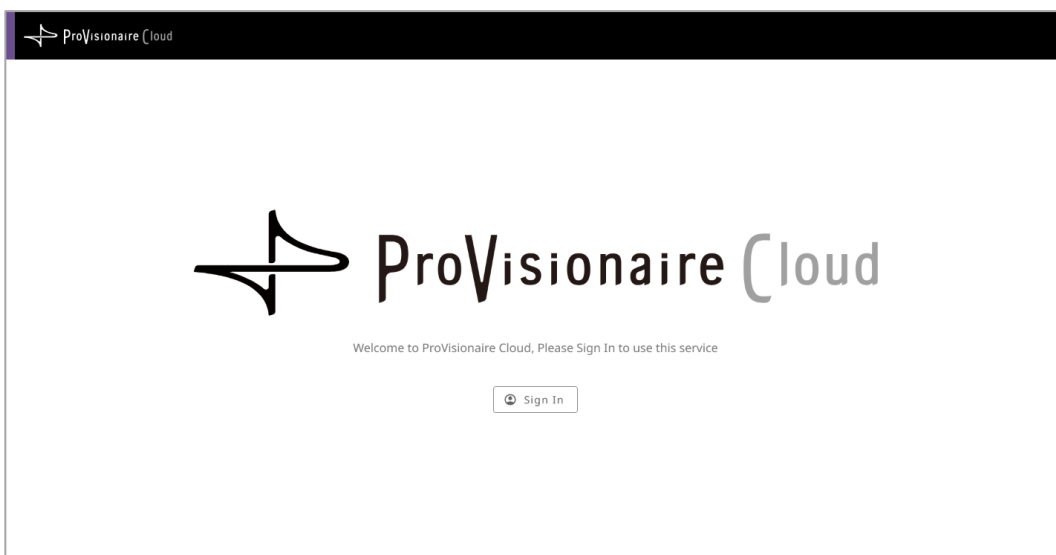 ProVisionaire Cloud
ProVisionaire Cloud
Welcome to ProVisionaire Cloud, Please Sign In to use this service
Sign In